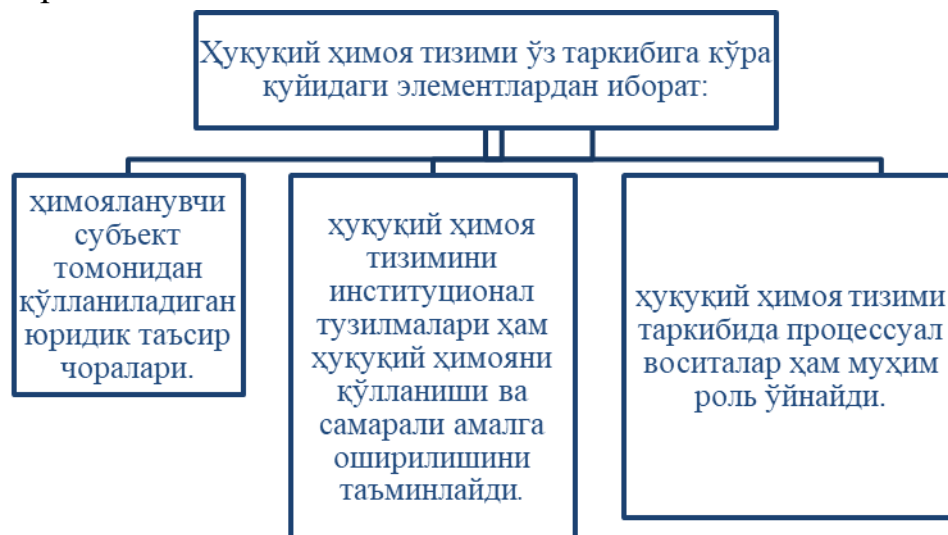 Ҳуқуқий ҳимоя тизими ўз таркибига кўра
қуйидаги элементлардан иборат:
ҳимояланувчи
субъект
томонидан
қўлланиладиган
юридик таъсир
чоралари.
ҳуқуқий ҳимоя
тизимини
институционал
тузилмалари ҳам
ҳуқуқий ҳимояни
қўлланиши ва
самарали амалга
оширилишини
таъминлайди.
ҳуқуқий ҳимоя тизими
таркибида процессуал
воситалар ҳам муҳим
роль ўйнайди.